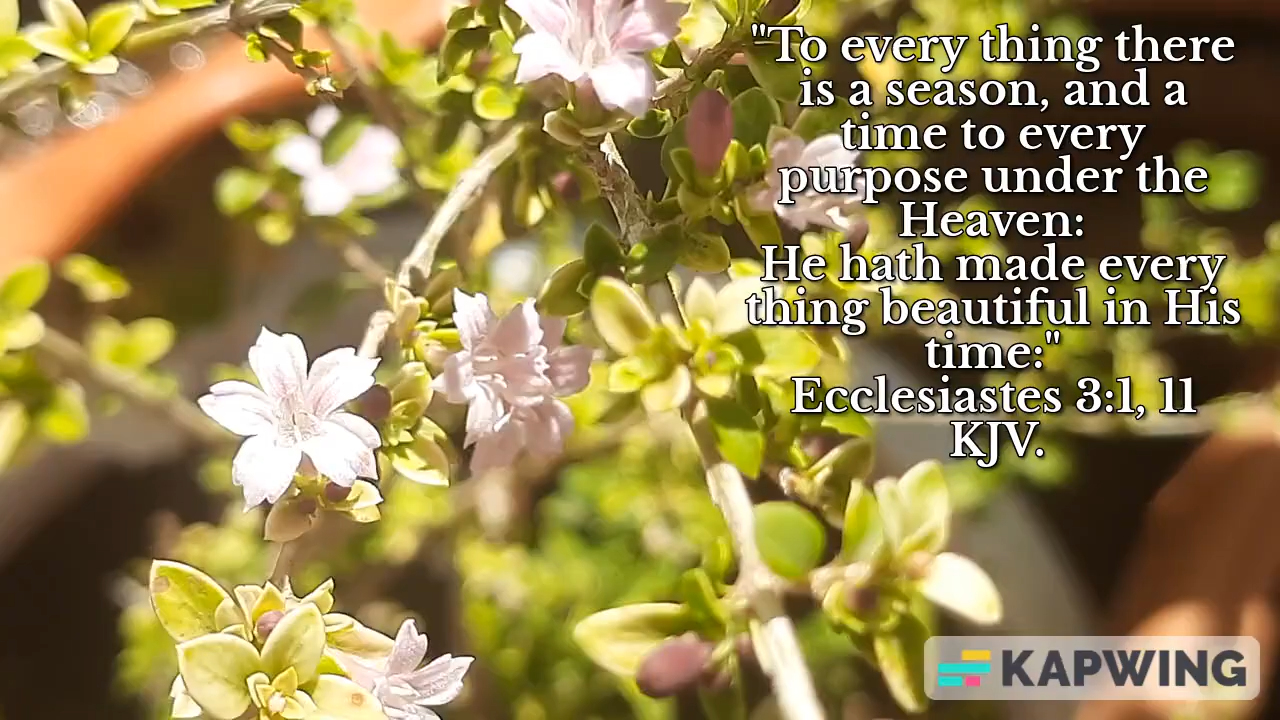 "To every thing there
is a season, and a
time to every
purpose under the
Heaven:
He hath made every
thing beautiful in His
time:"
Ecclesiastes 3:1, 11
KJV.
KAPWING